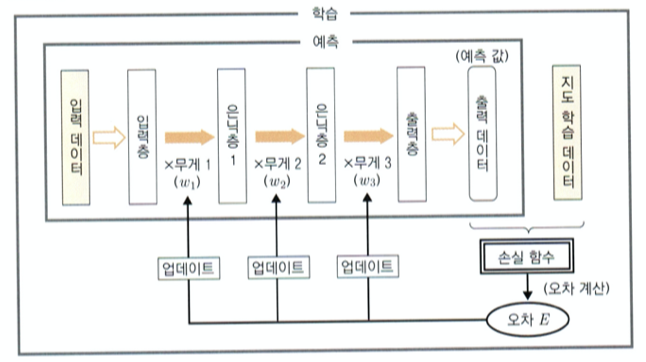 학습
예측
(예측 값)
입력 데이터
입력층
은닉층 1
은닉층 2
출력층
출력 데이터
지도 학습 데이터
×무게 1
(w₁)
×무게 2
(w₂)
×무게 3
(w₃)
업데이트
업데이트
업데이트
손실 함수
(오차 계산)
오차 E